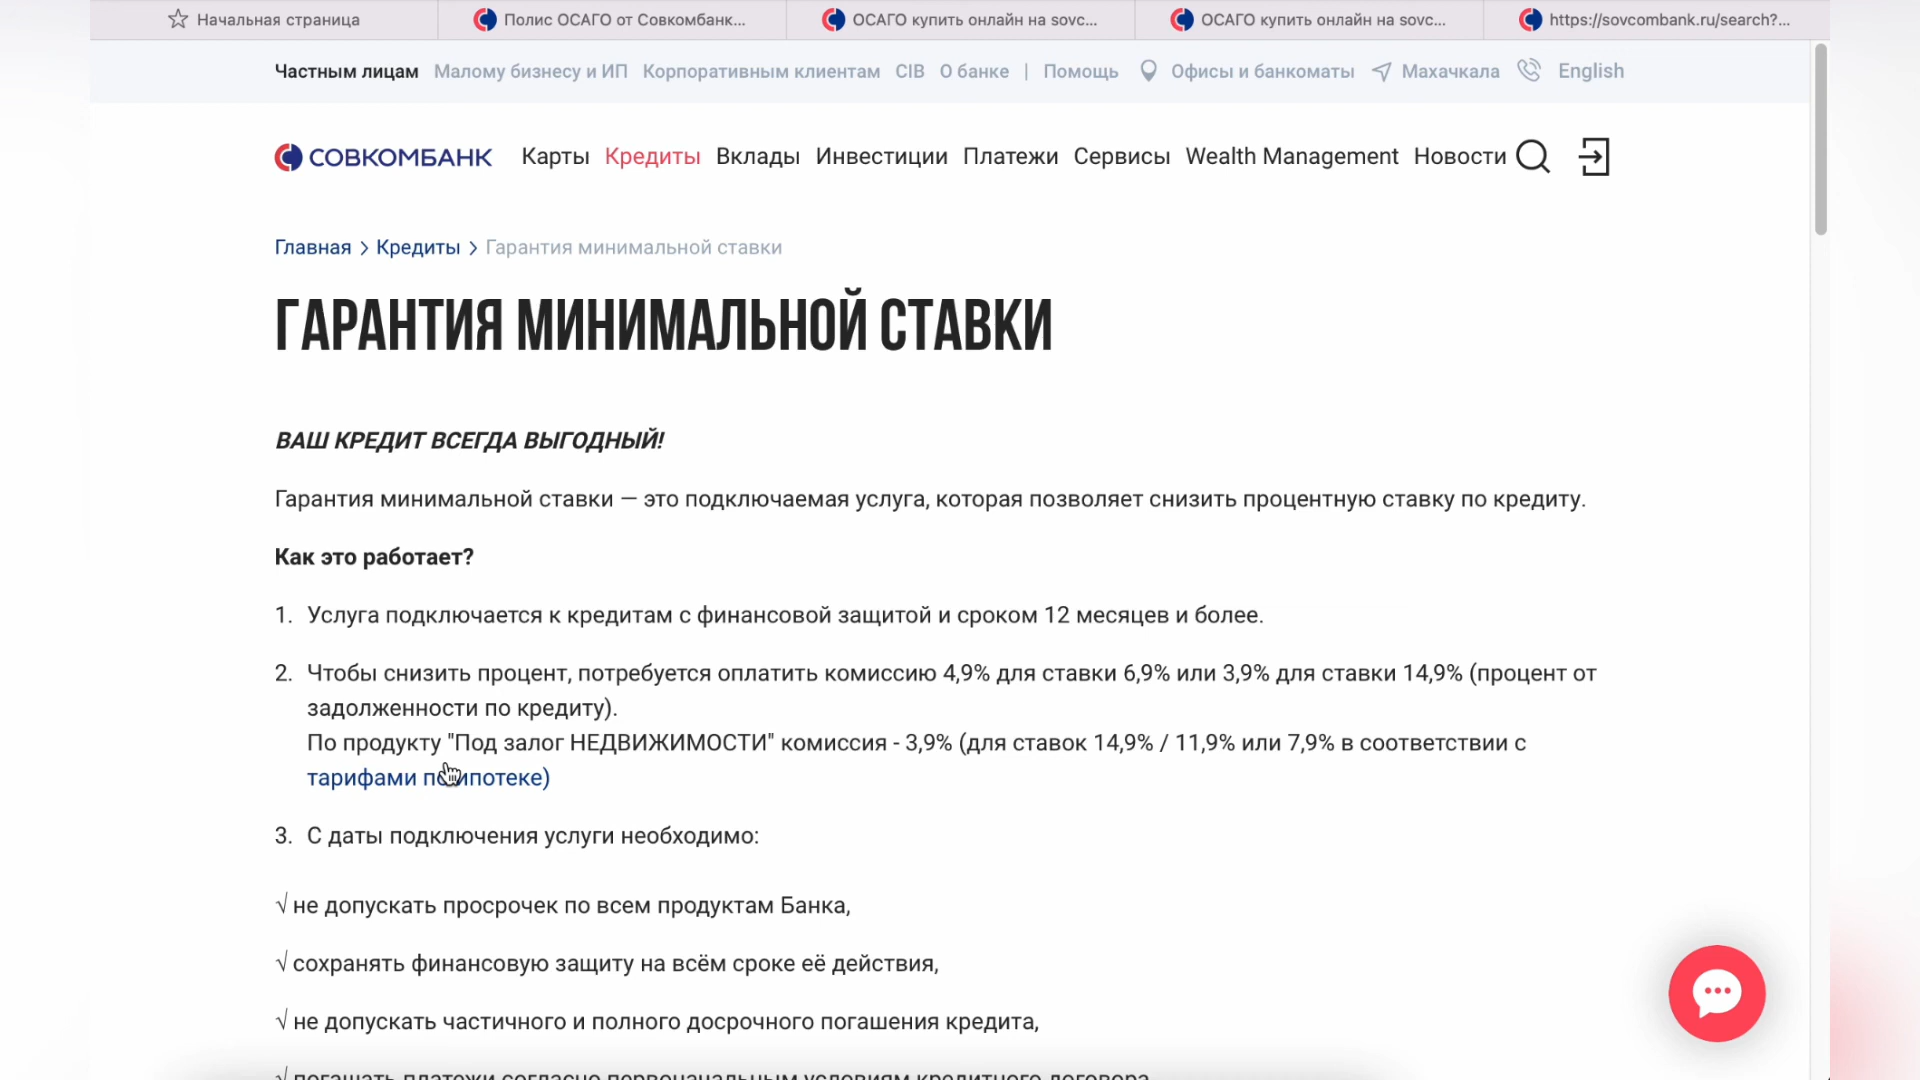 Начальная страница
Полис ОСАГО от Совкомбанк...
ОСАГО купить онлайн на sovc...
ОСАГО купить онлайн на sovc...
https://sovcombank.ru/search?...
Частным лицам Малому бизнесу и ИП Корпоративным клиентам CIB О банке | Помощь Офисы и банкоматы Махачкала English
СОВКОМБАНК Карты Кредиты Вклады Инвестиции Платежи Сервисы Wealth Management Новости
Главная > Кредиты > Гарантия минимальной ставки
ГАРАНТИЯ МИНИМАЛЬНОЙ СТАВКИ
ВАШ КРЕДИТ ВСЕГДА ВЫГОДНЫЙ!
Гарантия минимальной ставки — это подключаемая услуга, которая позволяет снизить процентную ставку по кредиту.
Как это работает?
1. Услуга подключается к кредитам с финансовой защитой и сроком 12 месяцев и более.
2. Чтобы снизить процент, потребуется оплатить комиссию 4,9% для ставки 6,9% или 3,9% для ставки 14,9% (процент от
задолженности по кредиту).
По продукту "Под залог НЕДВИЖИМОСТИ" комиссия - 3,9% (для ставок 14,9% / 11,9% или 7,9% в соответствии с
тарифами по ипотеке)
3. С даты подключения услуги необходимо:
√ не допускать просрочек по всем продуктам Банка,
√ сохранять финансовую защиту на всём сроке её действия,
√ не допускать частичного и полного досрочного погашения кредита,
√ погашать платежи согласно первоначальным условиям кредитного договора